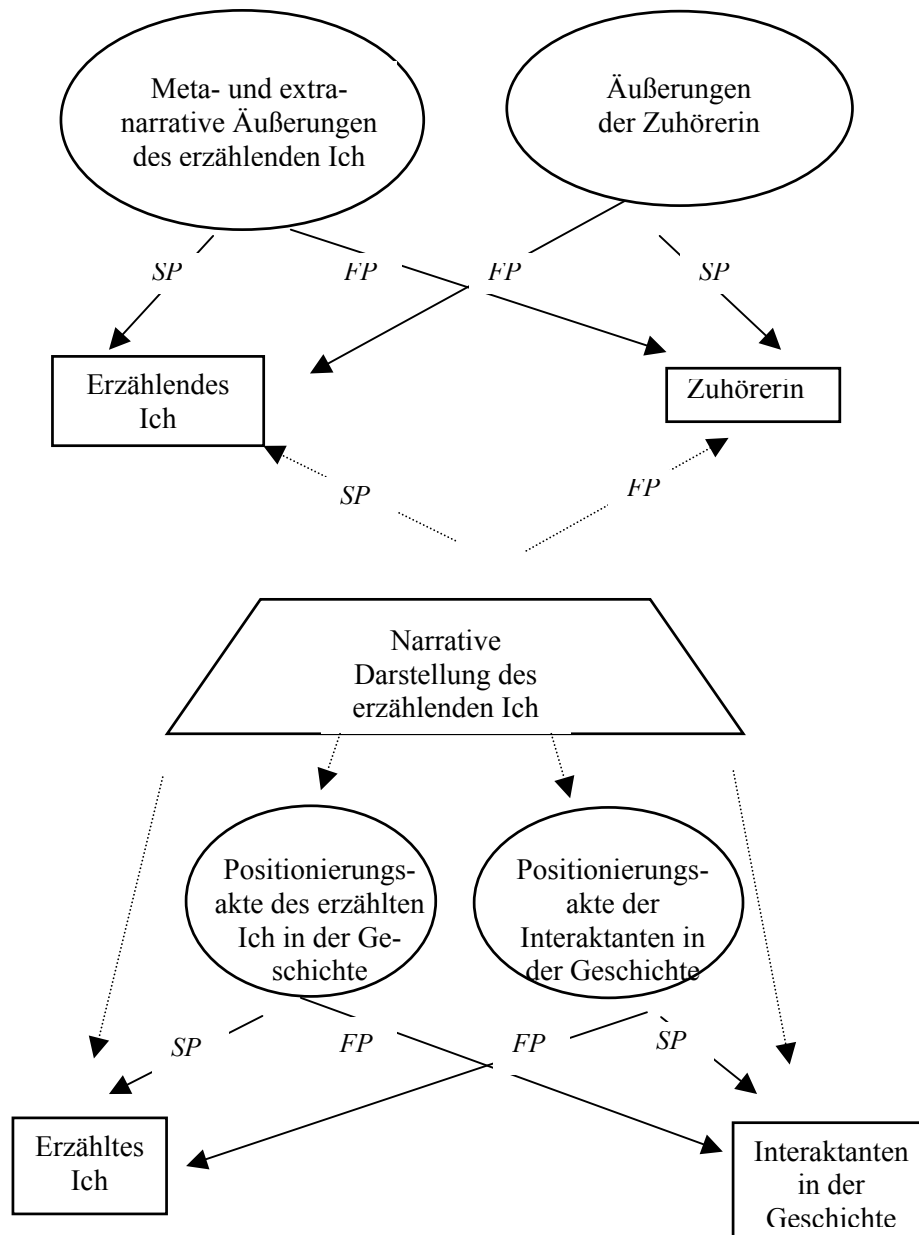 Meta- und extra-
narrative Äußerungen
des erzählenden Ich
Äußerungen
der Zuhörerin
SP
FP
FP
SP
Erzählendes
Ich
Zuhörerin
SP
FP
Narrative
Darstellung des
erzählenden Ich
Positionierungs-
akte des erzählten
Ich in der Ge-
schichte
Positionierungs-
akte der
Interaktanten in
der Geschichte
SP
FP
FP
SP
Erzähltes
Ich
Interaktanten
in der
Geschichte